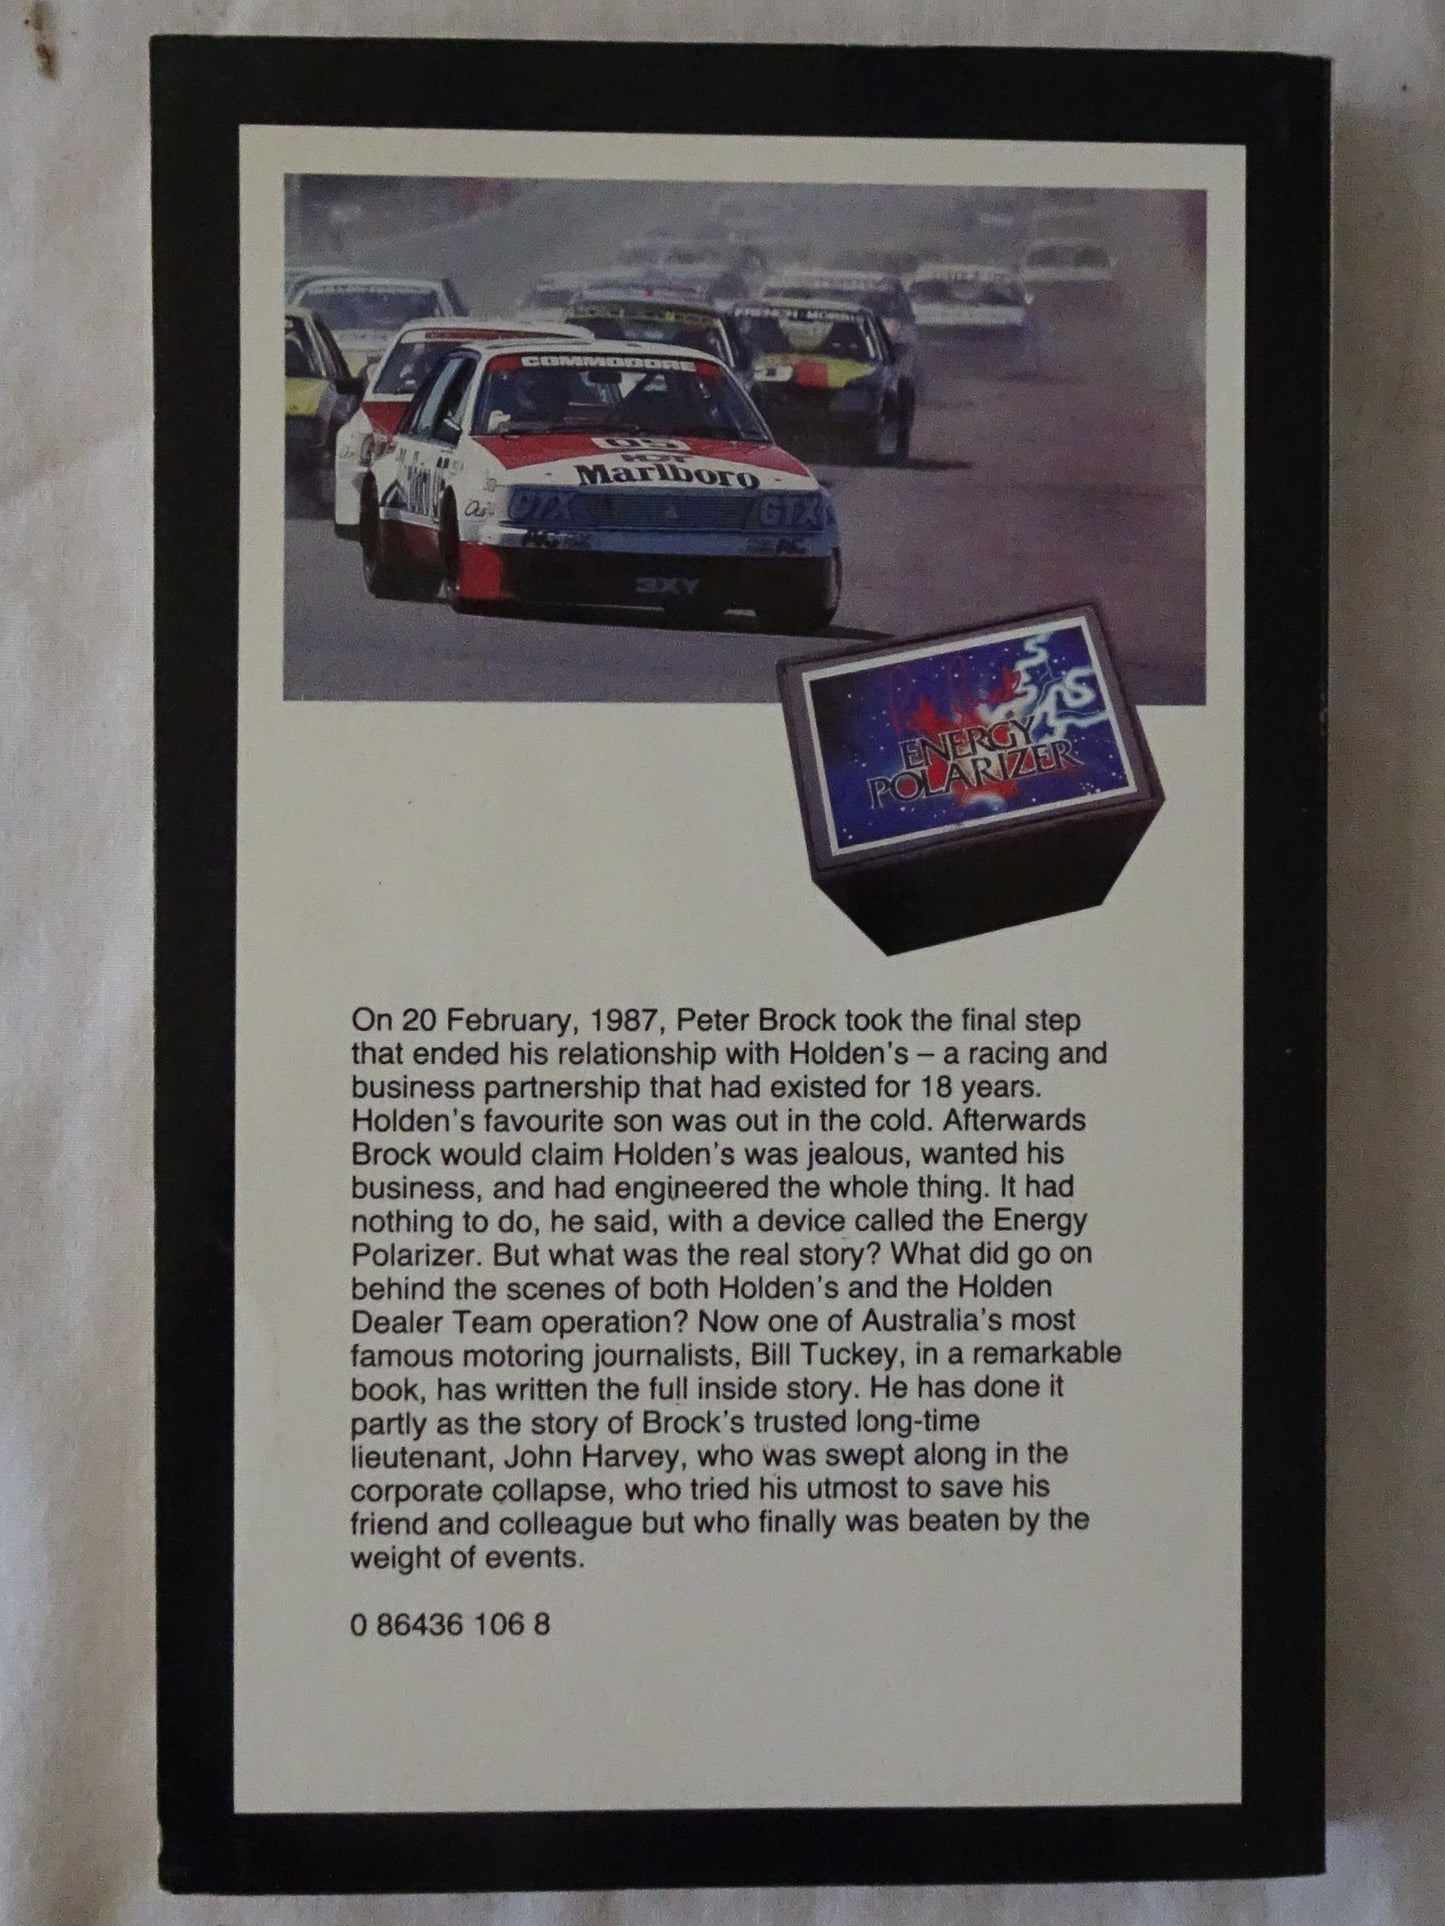 COMMODORE
05
HDT
Marlboro
GTX
GTX
3XY
ENERGY
POLARIZER
On 20 February, 1987, Peter Brock took the final step
that ended his relationship with Holden's – a racing and
business partnership that had existed for 18 years.
Holden's favourite son was out in the cold. Afterwards
Brock would claim Holden's was jealous, wanted his
business, and had engineered the whole thing. It had
nothing to do, he said, with a device called the Energy
Polarizer. But what was the real story? What did go on
behind the scenes of both Holden's and the Holden
Dealer Team operation? Now one of Australia's most
famous motoring journalists, Bill Tuckey, in a remarkable
book, has written the full inside story. He has done it
partly as the story of Brock's trusted long-time
lieutenant, John Harvey, who was swept along in the
corporate collapse, who tried his utmost to save his
friend and colleague but who finally was beaten by the
weight of events.
0 86436 106 8